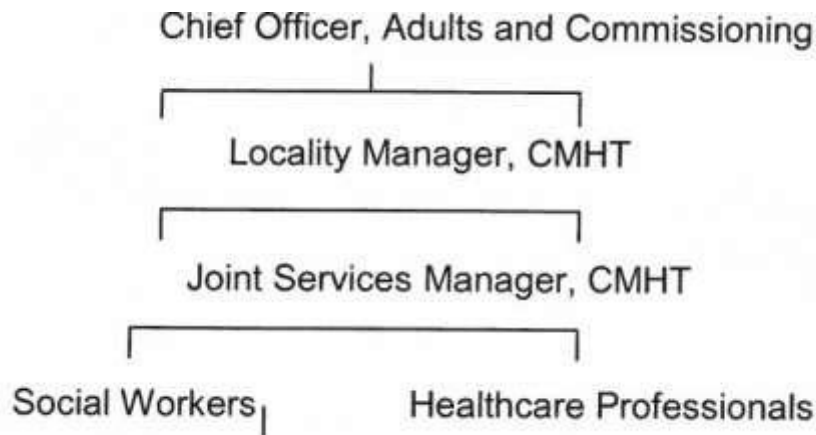 Chief Officer, Adults and Commissioning
Locality Manager, CMHT
Joint Services Manager, CMHT
Social Workers Healthcare Professionals